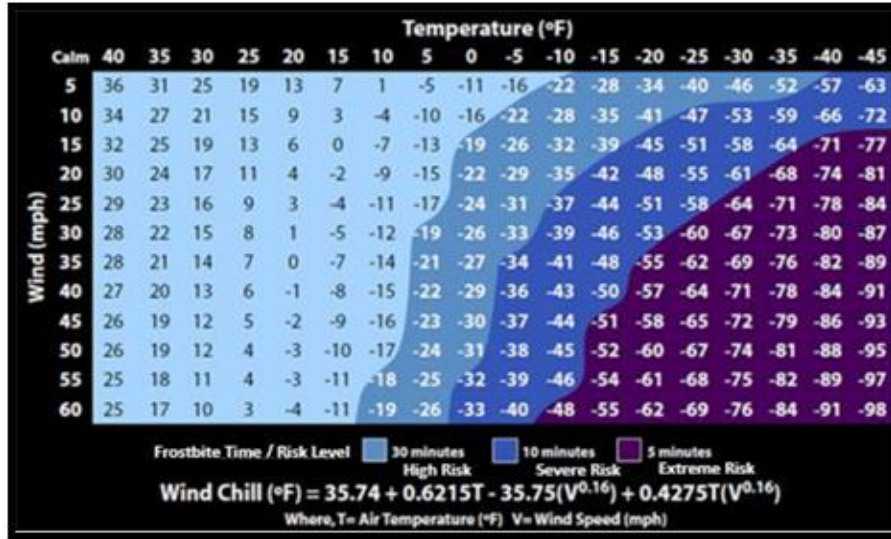 Temperature (ºF)
Calm 40 35 30 25 20 15 10 5 0 -5 -10 -15 -20 -25 -30 -35 -40 -45
5 36 31 25 19 13 7 1 -5 -11 -16 -22 -28 -34 -40 -46 -52 -57 -63
10 34 27 21 15 9 3 -4 -10 -16 -22 -28 -35 -41 -47 -53 -59 -66 -72
15 32 25 19 13 6 0 -7 -13 -19 -26 -32 -39 -45 -51 -58 -64 -71 -77
20 30 24 17 11 4 -2 -9 -15 -22 -29 -35 -42 -48 -55 -61 -68 -74 -81
25 29 23 16 9 3 -4 -11 -17 -24 -31 -37 -44 -51 -58 -64 -71 -78 -84
30 28 22 15 8 1 -5 -12 -19 -26 -33 -39 -46 -53 -60 -67 -73 -80 -87
35 28 21 14 7 0 -7 -14 -21 -27 -34 -41 -48 -55 -62 -69 -76 -82 -89
40 27 20 13 6 -1 -8 -15 -22 -29 -36 -43 -50 -57 -64 -71 -78 -84 -91
45 26 19 12 5 -2 -9 -16 -23 -30 -37 -44 -51 -58 -65 -72 -79 -86 -93
50 26 19 12 4 -3 -10 -17 -24 -31 -38 -45 -52 -60 -67 -74 -81 -88 -95
55 25 18 11 4 -3 -11 -18 -25 -32 -39 -46 -54 -61 -68 -75 -82 -89 -97
60 25 17 10 3 -4 -11 -19 -26 -33 -40 -48 -55 -62 -69 -76 -84 -91 -98
Wind (mph)
Frostbite Time / Risk Level 30 minutes 10 minutes 5 minutes
High Risk Severe Risk Extreme Risk
Wind Chill (ºF) = 35.74 + 0.6215T - 35.75(V0.16) + 0.4275T(V0.16)
Where, T= Air Temperature (ºF) V= Wind Speed (mph)